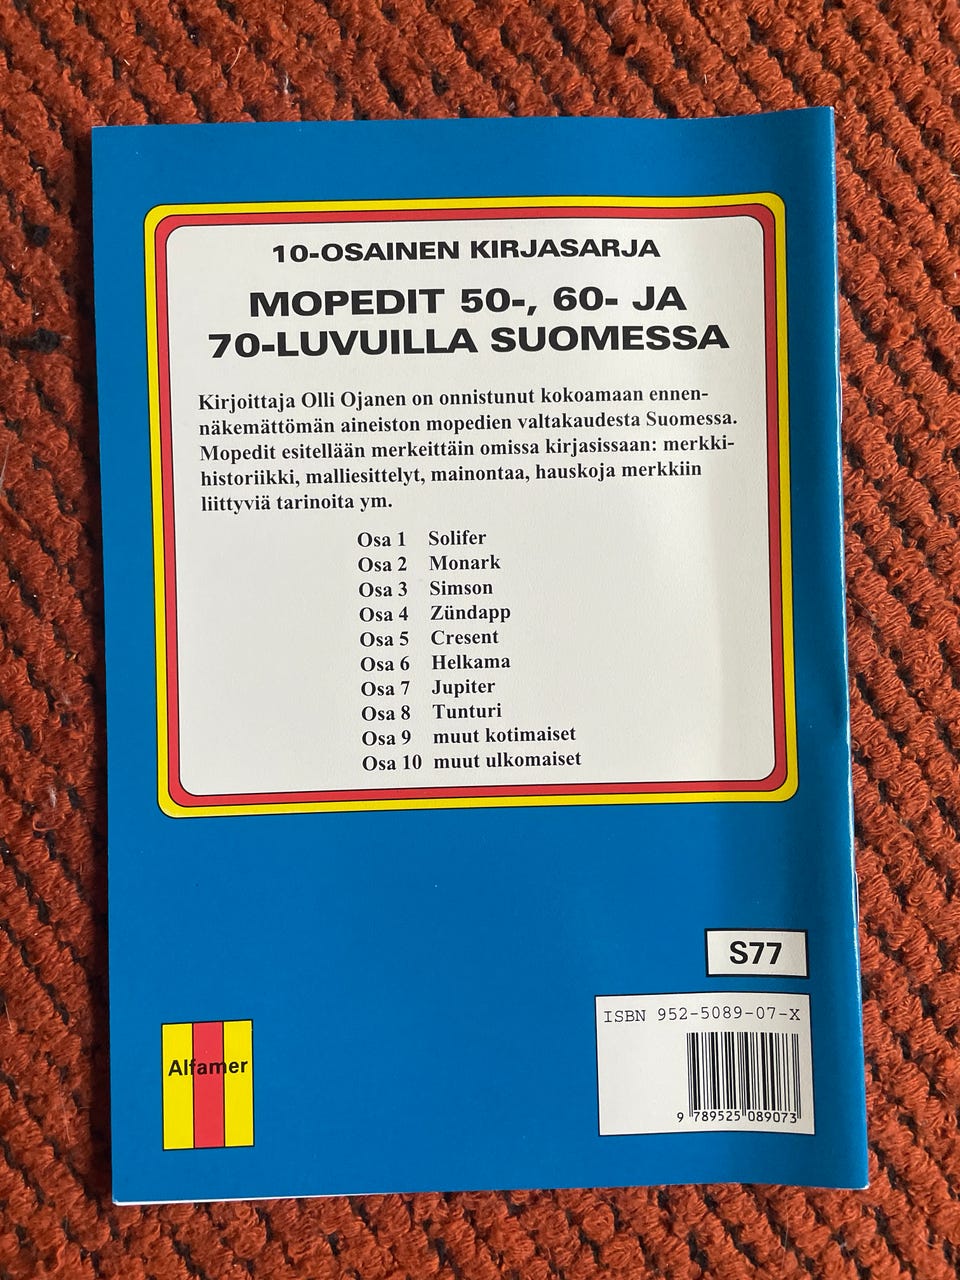 10-OSAINEN KIRJASARJA
MOPEDIT 50-, 60- JA
70-LUVUILLA SUOMESSA
Kirjoittaja Olli Ojanen on onnistunut kokoamaan ennen-
näkemättömän aineiston mopedien valtakaudesta Suomessa.
Mopedit esitellään merkeittäin omissa kirjasissaan: merkki-
historiikki, malliesittelyt, mainontaa, hauskoja merkkiin
liittyviä tarinoita ym.
Osa 1 Solifer
Osa 2 Monark
Osa 3 Simson
Osa 4 Zündapp
Osa 5 Cresent
Osa 6 Helkama
Osa 7 Jupiter
Osa 8 Tunturi
Osa 9 muut kotimaiset
Osa 10 muut ulkomaiset
S77
ISBN 952-5089-07-X
9 789525 089073
Alfamer